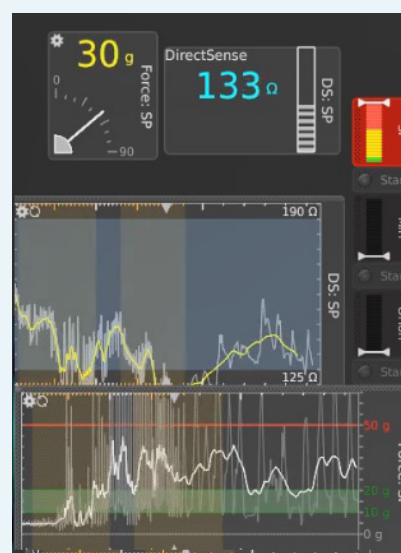 30 g
Force: SP
0
90
DirectSense
133 Ω
DS: SP
190 Ω
DS: SP
125 Ω
50 g
20 g
10 g
0 g